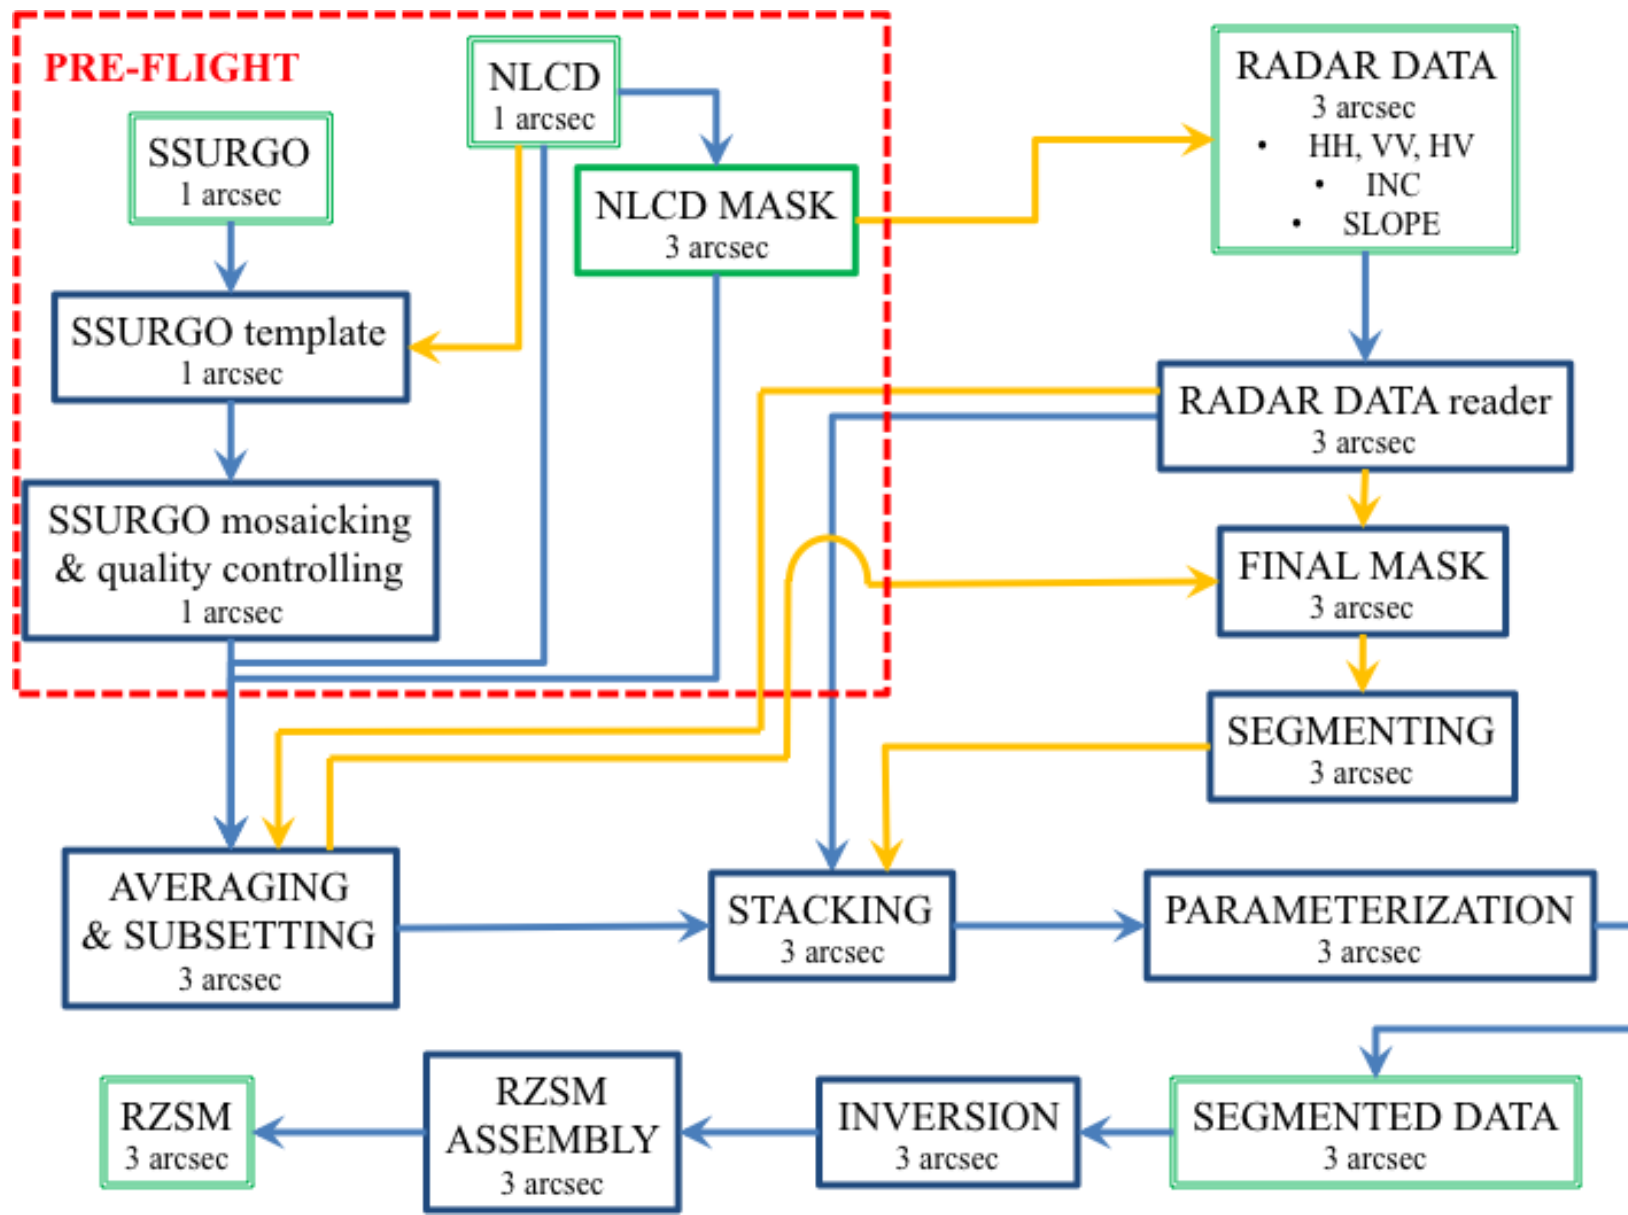 PRE-FLIGHT
NLCD
1 arcsec
SSURGO
1 arcsec
NLCD MASK
3 arcsec
RADAR DATA
3 arcsec
• HH, VV, HV
• INC
• SLOPE
SSURGO template
1 arcsec
RADAR DATA reader
3 arcsec
SSURGO mosaicking
& quality controlling
1 arcsec
FINAL MASK
3 arcsec
SEGMENTING
3 arcsec
AVERAGING
& SUBSETTING
3 arcsec
STACKING
3 arcsec
PARAMETERIZATION
3 arcsec
RZSM
3 arcsec
RZSM
ASSEMBLY
3 arcsec
INVERSION
3 arcsec
SEGMENTED DATA
3 arcsec